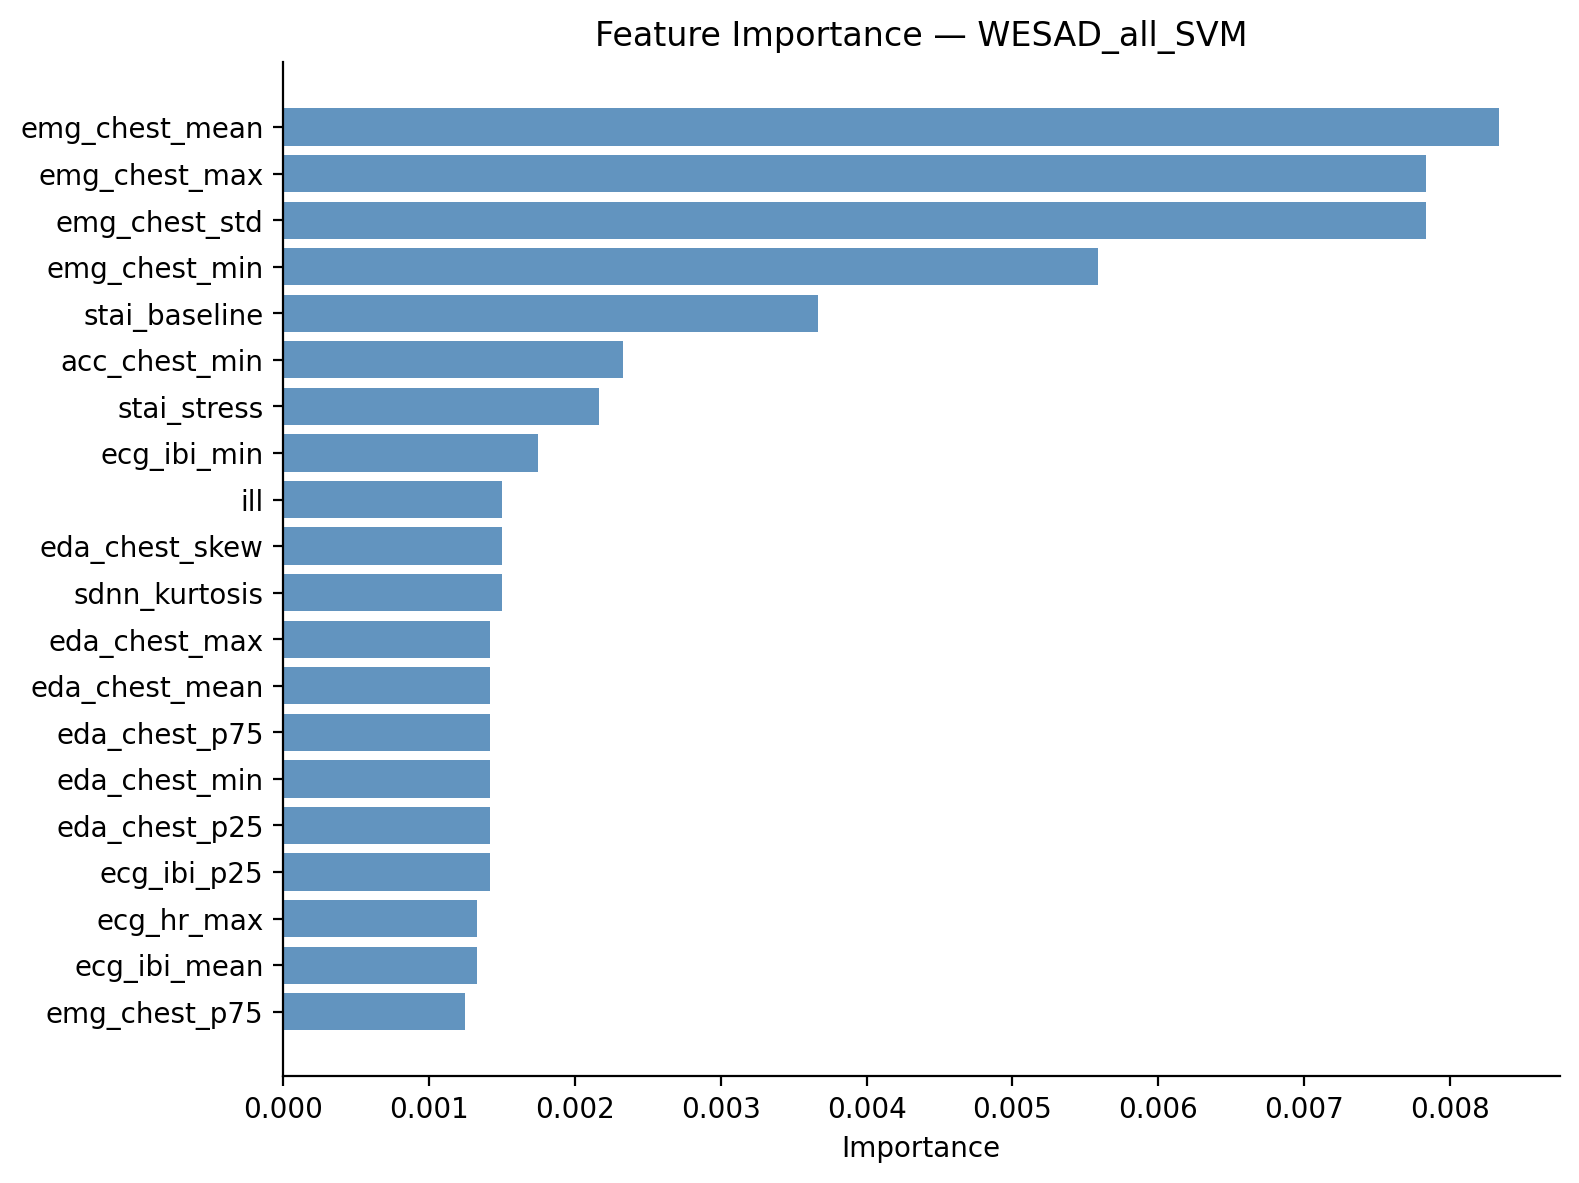 Feature Importance — WESAD_all_SVM
emg_chest_mean
emg_chest_max
emg_chest_std
emg_chest_min
stai_baseline
acc_chest_min
stai_stress
ecg_ibi_min
ill
eda_chest_skew
sdnn_kurtosis
eda_chest_max
eda_chest_mean
eda_chest_p75
eda_chest_min
eda_chest_p25
ecg_ibi_p25
ecg_hr_max
ecg_ibi_mean
emg_chest_p75
0.000 0.001 0.002 0.003 0.004 0.005 0.006 0.007 0.008
Importance